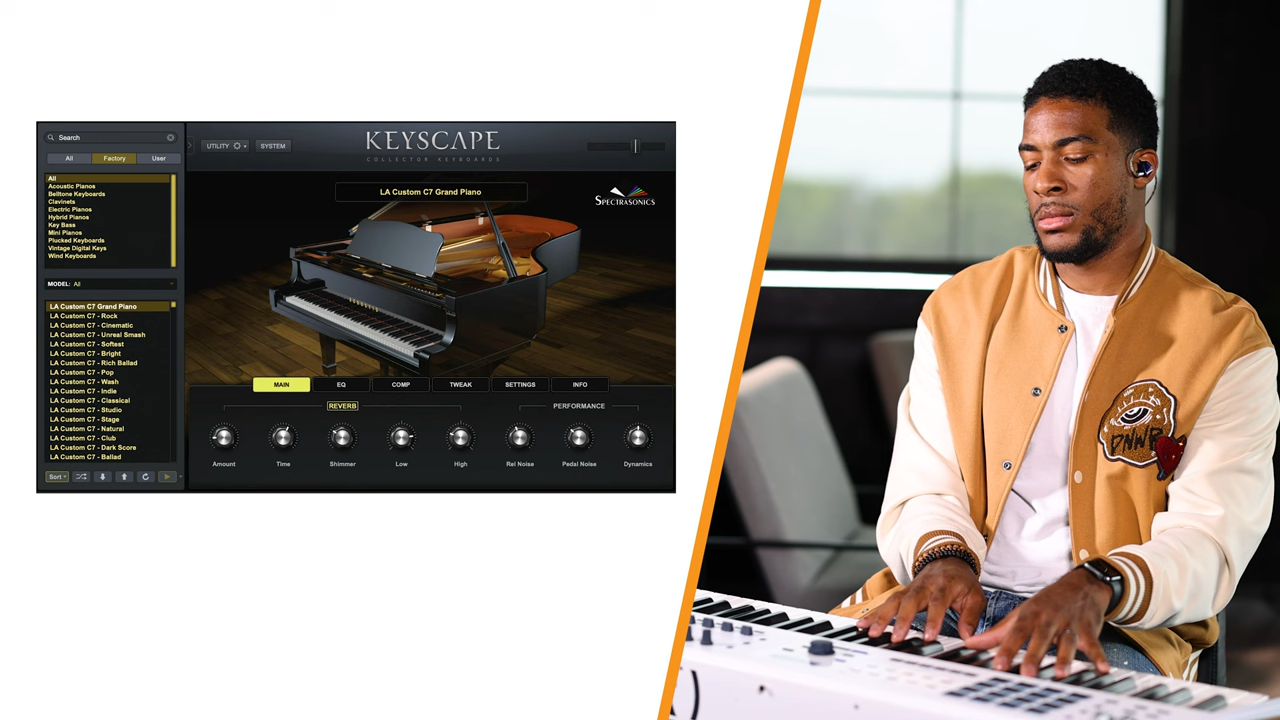 Search
All Factory User
All
Acoustic Pianos
Belltone Keyboards
Clavinets
Electric Pianos
Hybrid Pianos
Key Bass
Mini Pianos
Plucked Keyboards
Vintage Digital Keys
Wind Keyboards
MODEL: All
LA Custom C7 Grand Piano
LA Custom C7 - Rock
LA Custom C7 - Cinematic
LA Custom C7 - Unreal Smash
LA Custom C7 - Softest
LA Custom C7 - Bright
LA Custom C7 - Rich Ballad
LA Custom C7 - Pop
LA Custom C7 - Wash
LA Custom C7 - Indie
LA Custom C7 - Classical
LA Custom C7 - Studio
LA Custom C7 - Stage
LA Custom C7 - Natural
LA Custom C7 - Club
LA Custom C7 - Dark Score
LA Custom C7 - Ballad
Sort
UTILITY SYSTEM
KEYSCAPE
COLLECTOR KEYBOARDS
LA Custom C7 Grand Piano
SPECTRASONICS
MAIN EQ COMP TWEAK SETTINGS INFO
REVERB PERFORMANCE
Amount Time Shimmer Low High Rel Noise Pedal Noise Dynamics